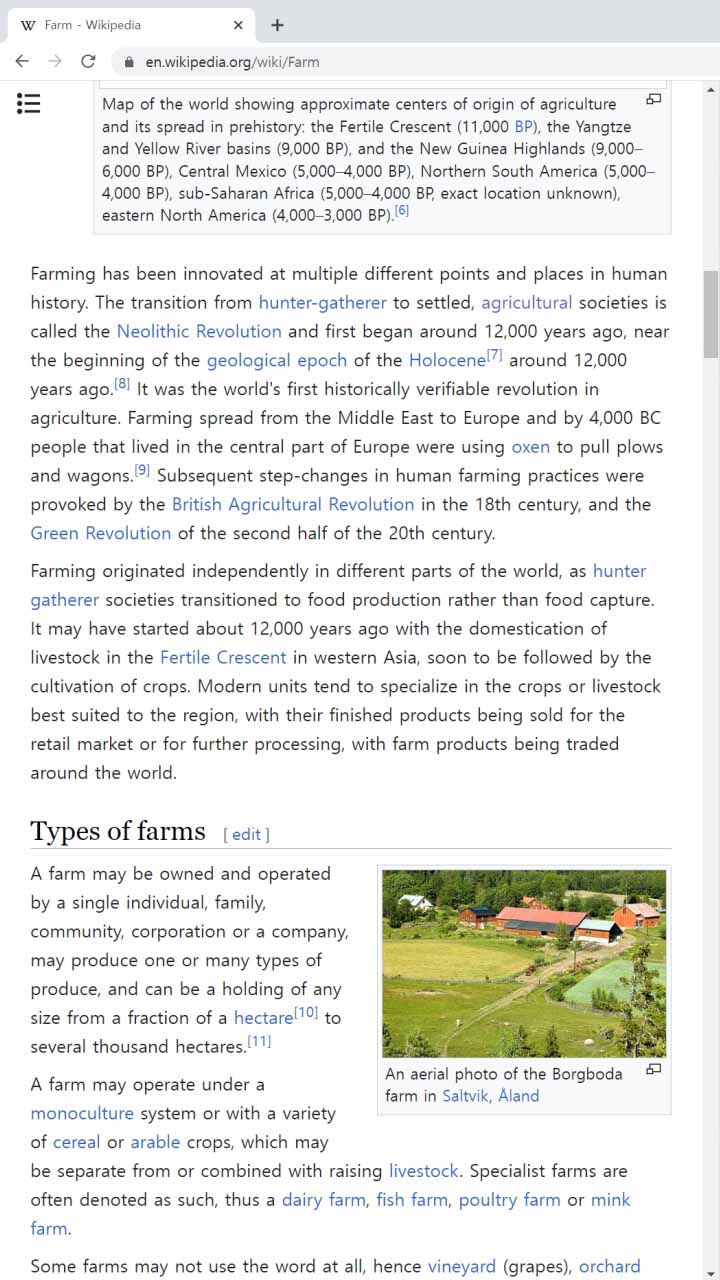 W Farm - Wikipedia
en.wikipedia.org/wiki/Farm
Map of the world showing approximate centers of origin of agriculture
and its spread in prehistory: the Fertile Crescent (11,000 BP), the Yangtze
and Yellow River basins (9,000 BP), and the New Guinea Highlands (9,000–
6,000 BP), Central Mexico (5,000–4,000 BP), Northern South America (5,000–
4,000 BP), sub-Saharan Africa (5,000–4,000 BP, exact location unknown),
eastern North America (4,000–3,000 BP).[6]
Farming has been innovated at multiple different points and places in human
history. The transition from hunter-gatherer to settled, agricultural societies is
called the Neolithic Revolution and first began around 12,000 years ago, near
the beginning of the geological epoch of the Holocene[7] around 12,000
years ago.[8] It was the world's first historically verifiable revolution in
agriculture. Farming spread from the Middle East to Europe and by 4,000 BC
people that lived in the central part of Europe were using oxen to pull plows
and wagons.[9] Subsequent step-changes in human farming practices were
provoked by the British Agricultural Revolution in the 18th century, and the
Green Revolution of the second half of the 20th century.
Farming originated independently in different parts of the world, as hunter
gatherer societies transitioned to food production rather than food capture.
It may have started about 12,000 years ago with the domestication of
livestock in the Fertile Crescent in western Asia, soon to be followed by the
cultivation of crops. Modern units tend to specialize in the crops or livestock
best suited to the region, with their finished products being sold for the
retail market or for further processing, with farm products being traded
around the world.
Types of farms [ edit ]
A farm may be owned and operated
by a single individual, family,
community, corporation or a company,
may produce one or many types of
produce, and can be a holding of any
size from a fraction of a hectare[10] to
several thousand hectares.[11]
An aerial photo of the Borgboda
farm in Saltvik, Åland
A farm may operate under a
monoculture system or with a variety
of cereal or arable crops, which may
be separate from or combined with raising livestock. Specialist farms are
often denoted as such, thus a dairy farm, fish farm, poultry farm or mink
farm.
Some farms may not use the word at all, hence vineyard (grapes), orchard